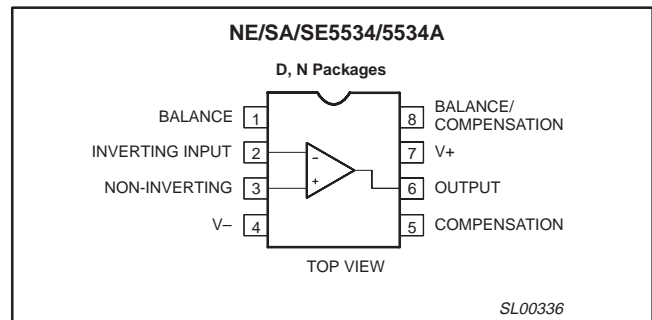 NE/SA/SE5534/5534A
D, N Packages
BALANCE 1
INVERTING INPUT 2
NON-INVERTING 3
V– 4
8 BALANCE/
COMPENSATION
7 V+
6 OUTPUT
5 COMPENSATION
–
+
TOP VIEW
SL00336